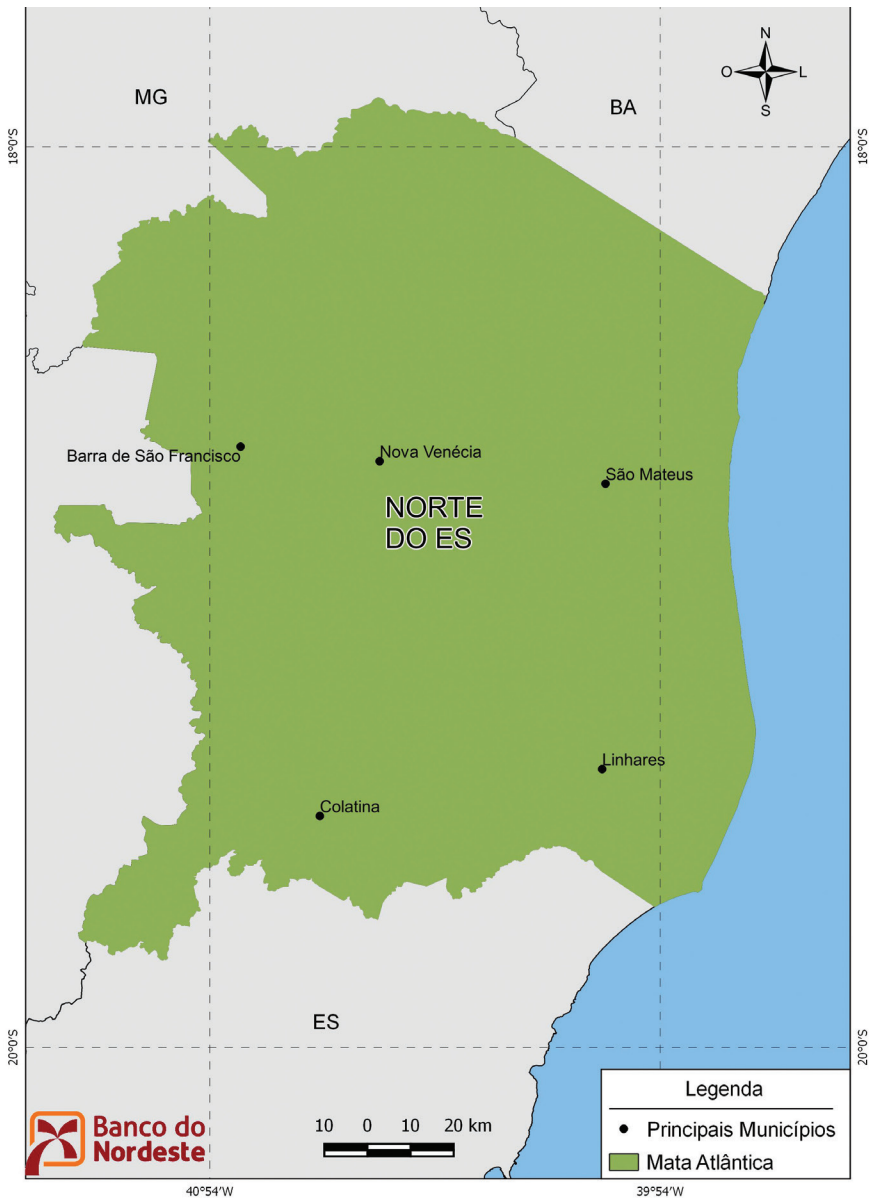 N
MG
O
L
BA
S
18°0'S
18°0'S
Barra de São Francisco
Nova Venécia
São Mateus
NORTE
DO ES
Linhares
Colatina
ES
20°0'S
20°0'S
Banco do
Nordeste
10 0 10 20 km
Legenda
Principais Municípios
Mata Atlântica
40°54'W
39°54'W